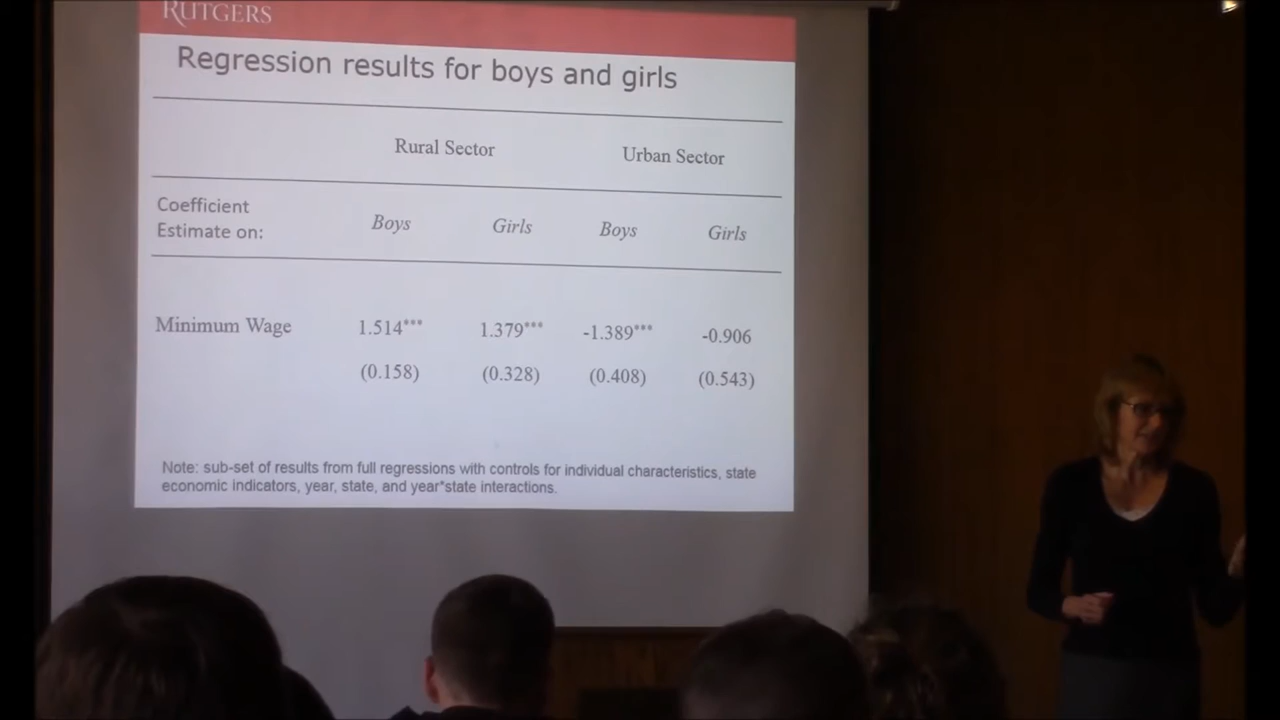 RUTGERS
Regression results for boys and girls
Rural Sector Urban Sector
Coefficient
Estimate on: Boys Girls Boys Girls
Minimum Wage 1.514*** 1.379*** -1.389*** -0.906
(0.158) (0.328) (0.408) (0.543)
Note: sub-set of results from full regressions with controls for individual characteristics, state
economic indicators, year, state, and year*state interactions.